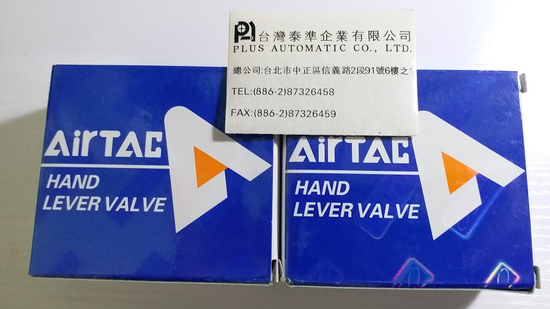 台灣泰準企業有限公司
PLUS AUTOMATIC CO., LTD.
總公司:台北市中正區信義路2段91號6樓之
TEL:(886-2)87326458
FAX:(886-2)87326459
AirTAC
HAND
LEVER VALVE
AirTAC
HAND
LEVER VALVE